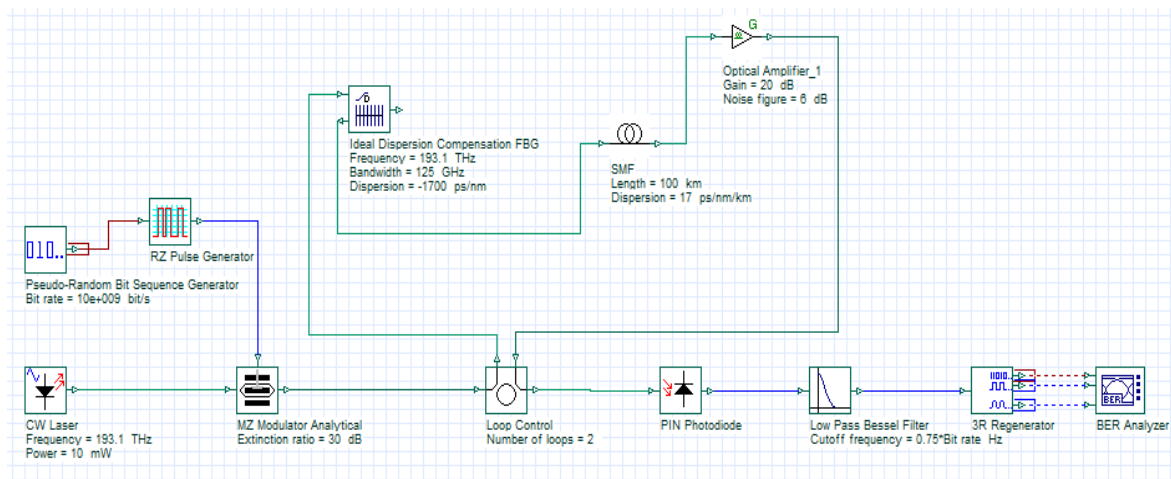 G
Optical Amplifier_1
Gain = 20 dB
Noise figure = 6 dB
D
Ideal Dispersion Compensation FBG
Frequency = 193.1 THz
Bandwidth = 125 GHz
Dispersion = -1700 ps/nm
SMF
Length = 100 km
Dispersion = 17 ps/nm/km
RZ Pulse Generator
010..
Pseudo-Random Bit Sequence Generator
Bit rate = 10e+009 bit/s
CW Laser
Frequency = 193.1 THz
Power = 10 mW
MZ Modulator Analytical
Extinction ratio = 30 dB
Loop Control
Number of loops = 2
PIN Photodiode
Low Pass Bessel Filter
Cutoff frequency = 0.75*Bit rate Hz
3R Regenerator
BER
BER Analyzer